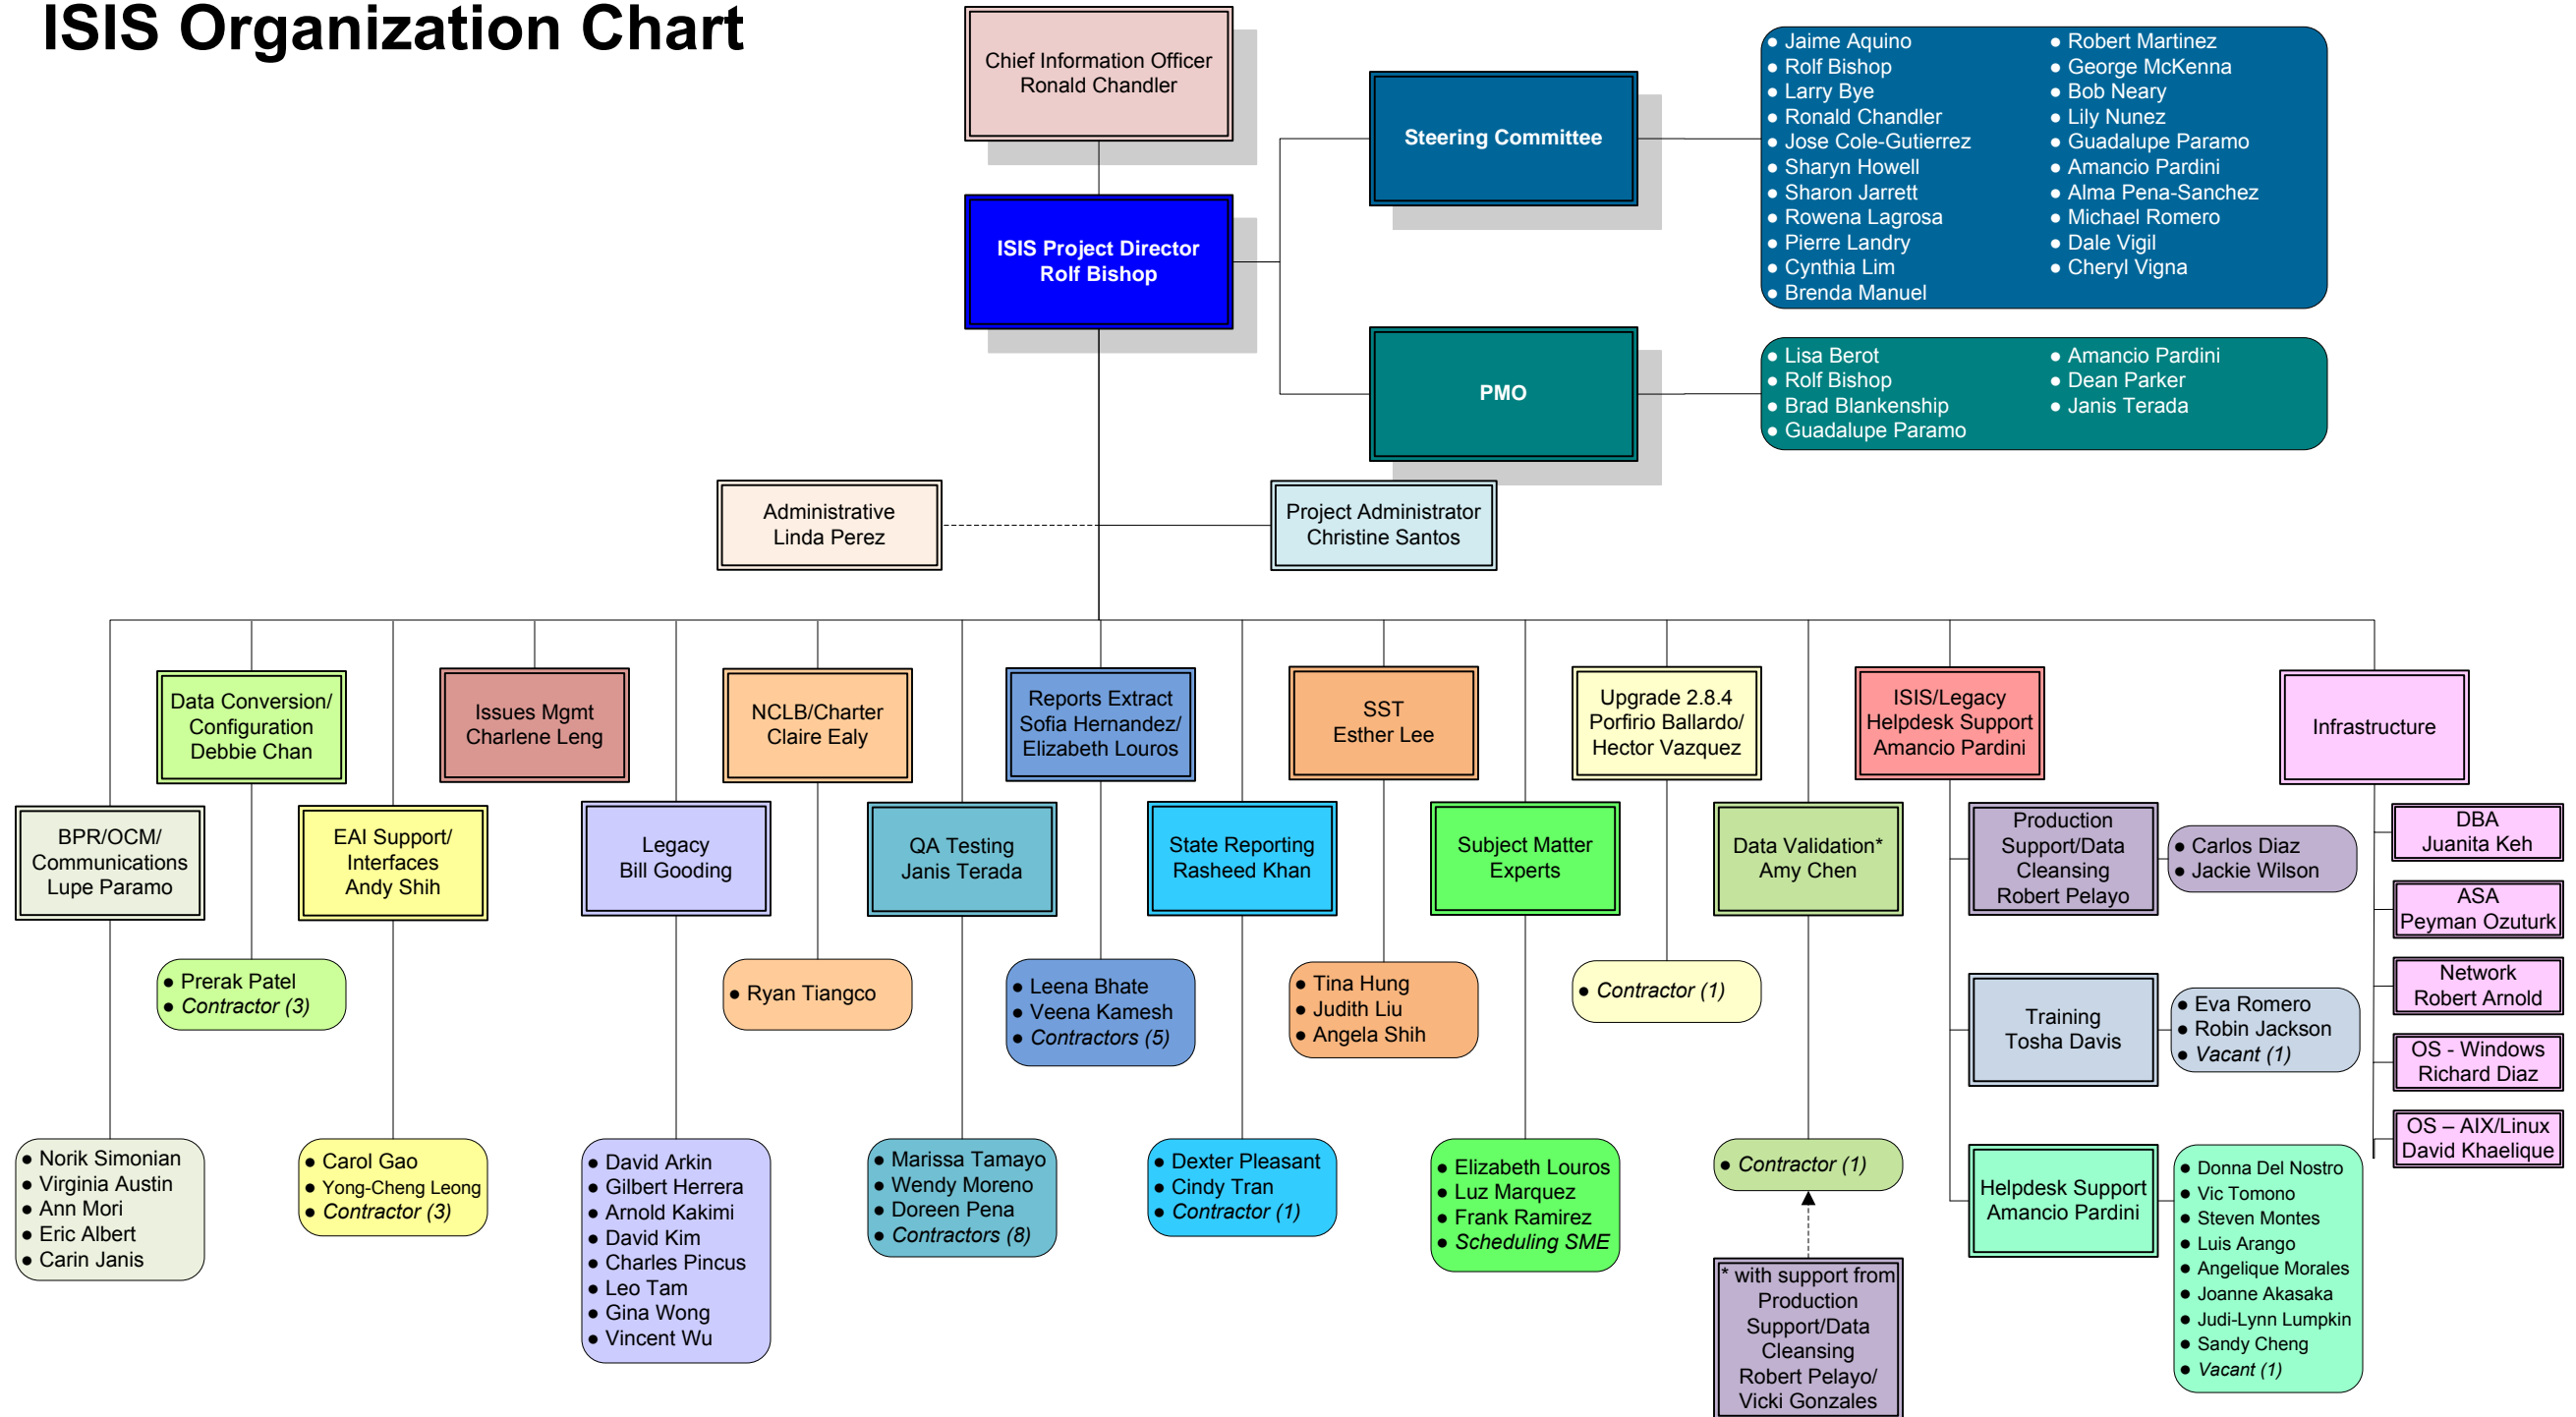 ISIS Organization Chart
Chief Information Officer
Ronald Chandler
ISIS Project Director
Rolf Bishop
Steering Committee
● Jaime Aquino
● Rolf Bishop
● Larry Bye
● Ronald Chandler
● Jose Cole-Gutierrez
● Sharyn Howell
● Sharon Jarrett
● Rowena Lagrosa
● Pierre Landry
● Cynthia Lim
● Brenda Manuel
● Robert Martinez
● George McKenna
● Bob Neary
● Lily Nunez
● Guadalupe Paramo
● Amancio Pardini
● Alma Pena-Sanchez
● Michael Romero
● Dale Vigil
● Cheryl Vigna
PMO
● Lisa Berot
● Rolf Bishop
● Brad Blankenship
● Guadalupe Paramo
● Amancio Pardini
● Dean Parker
● Janis Terada
Administrative
Linda Perez
Project Administrator
Christine Santos
BPR/OCM/
Communications
Lupe Paramo
● Norik Simonian
● Virginia Austin
● Ann Mori
● Eric Albert
● Carin Janis
Data Conversion/
Configuration
Debbie Chan
● Prerak Patel
● Contractor (3)
EAI Support/
Interfaces
Andy Shih
● Carol Gao
● Yong-Cheng Leong
● Contractor (3)
Issues Mgmt
Charlene Leng
Legacy
Bill Gooding
● David Arkin
● Gilbert Herrera
● Arnold Kakimi
● David Kim
● Charles Pincus
● Leo Tam
● Gina Wong
● Vincent Wu
NCLB/Charter
Claire Ealy
● Ryan Tiangco
QA Testing
Janis Terada
● Marissa Tamayo
● Wendy Moreno
● Doreen Pena
● Contractors (8)
Reports Extract
Sofia Hernandez/
Elizabeth Louros
● Leena Bhate
● Veena Kamesh
● Contractors (5)
State Reporting
Rasheed Khan
● Dexter Pleasant
● Cindy Tran
● Contractor (1)
SST
Esther Lee
● Tina Hung
● Judith Liu
● Angela Shih
Subject Matter
Experts
● Elizabeth Louros
● Luz Marquez
● Frank Ramirez
● Scheduling SME
Upgrade 2.8.4
Porfirio Ballardo/
Hector Vazquez
● Contractor (1)
Data Validation*
Amy Chen
● Contractor (1)
* with support from
Production
Support/Data
Cleansing
Robert Pelayo/
Vicki Gonzales
ISIS/Legacy
Helpdesk Support
Amancio Pardini
Production
Support/Data
Cleansing
Robert Pelayo
● Carlos Diaz
● Jackie Wilson
Training
Tosha Davis
● Eva Romero
● Robin Jackson
● Vacant (1)
Helpdesk Support
Amancio Pardini
● Donna Del Nostro
● Vic Tomono
● Steven Montes
● Luis Arango
● Angelique Morales
● Joanne Akasaka
● Judi-Lynn Lumpkin
● Sandy Cheng
● Vacant (1)
Infrastructure
DBA
Juanita Keh
ASA
Peyman Ozuturk
Network
Robert Arnold
OS - Windows
Richard Diaz
OS – AIX/Linux
David Khaelique